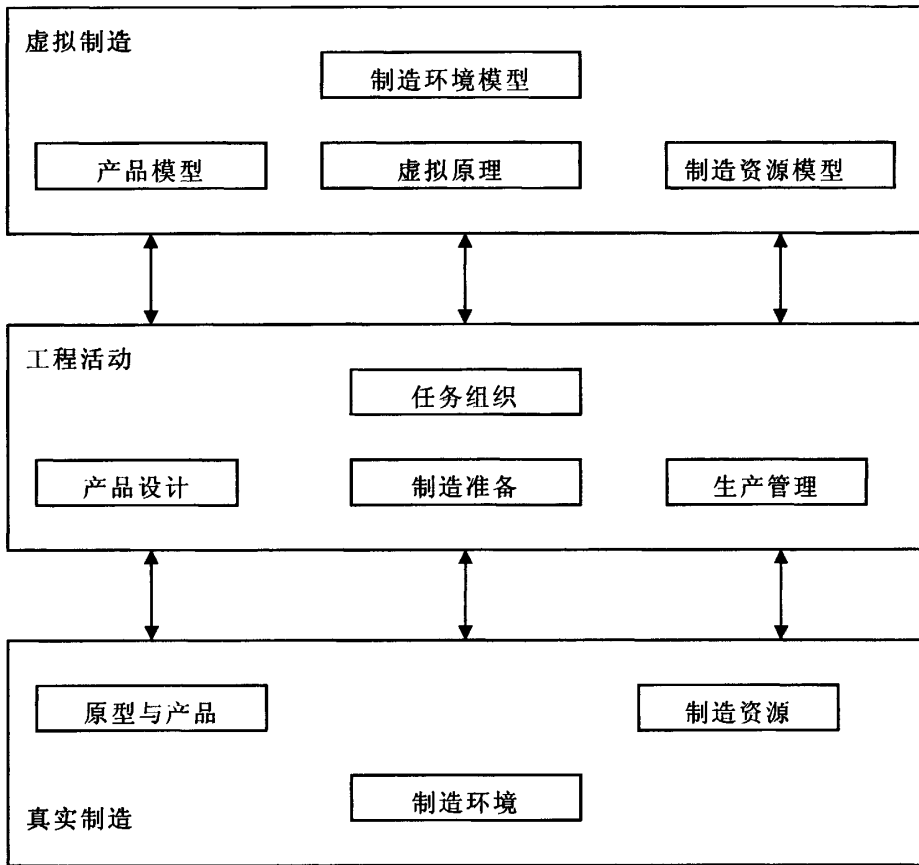 虚拟制造
制造环境模型
产品模型
虚拟原理
制造资源模型
工程活动
任务组织
产品设计
制造准备
生产管理
原型与产品
制造资源
制造环境
真实制造